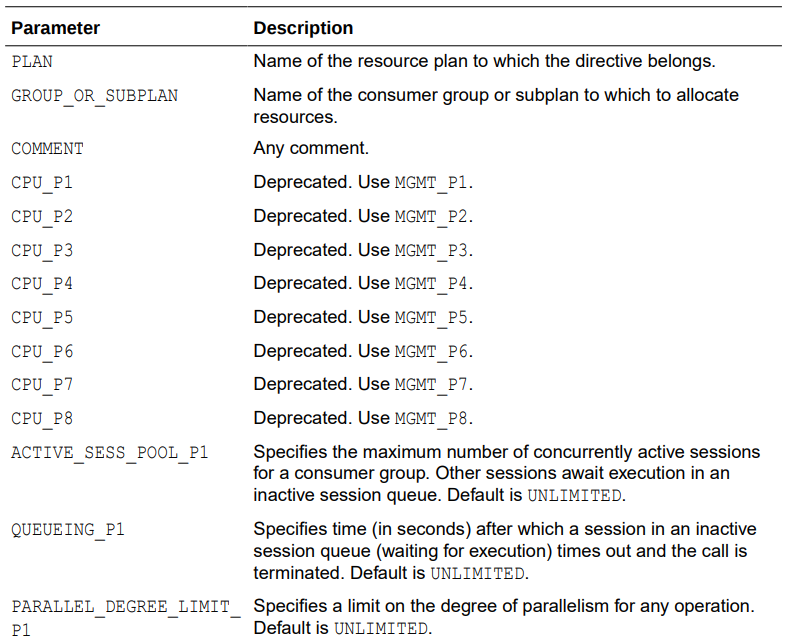 Parameter Description
PLAN Name of the resource plan to which the directive belongs.
GROUP_OR_SUBPLAN Name of the consumer group or subplan to which to allocate
resources.
COMMENT Any comment.
CPU_P1 Deprecated. Use MGMT_P1.
CPU_P2 Deprecated. Use MGMT_P2.
CPU_P3 Deprecated. Use MGMT_P3.
CPU_P4 Deprecated. Use MGMT_P4.
CPU_P5 Deprecated. Use MGMT_P5.
CPU_P6 Deprecated. Use MGMT_P6.
CPU_P7 Deprecated. Use MGMT_P7.
CPU_P8 Deprecated. Use MGMT_P8.
ACTIVE_SESS_POOL_P1 Specifies the maximum number of concurrently active sessions
for a consumer group. Other sessions await execution in an
inactive session queue. Default is UNLIMITED.
QUEUEING_P1 Specifies time (in seconds) after which a session in an inactive
session queue (waiting for execution) times out and the call is
terminated. Default is UNLIMITED.
PARALLEL_DEGREE_LIMIT_ Specifies a limit on the degree of parallelism for any operation.
P1 Default is UNLIMITED.